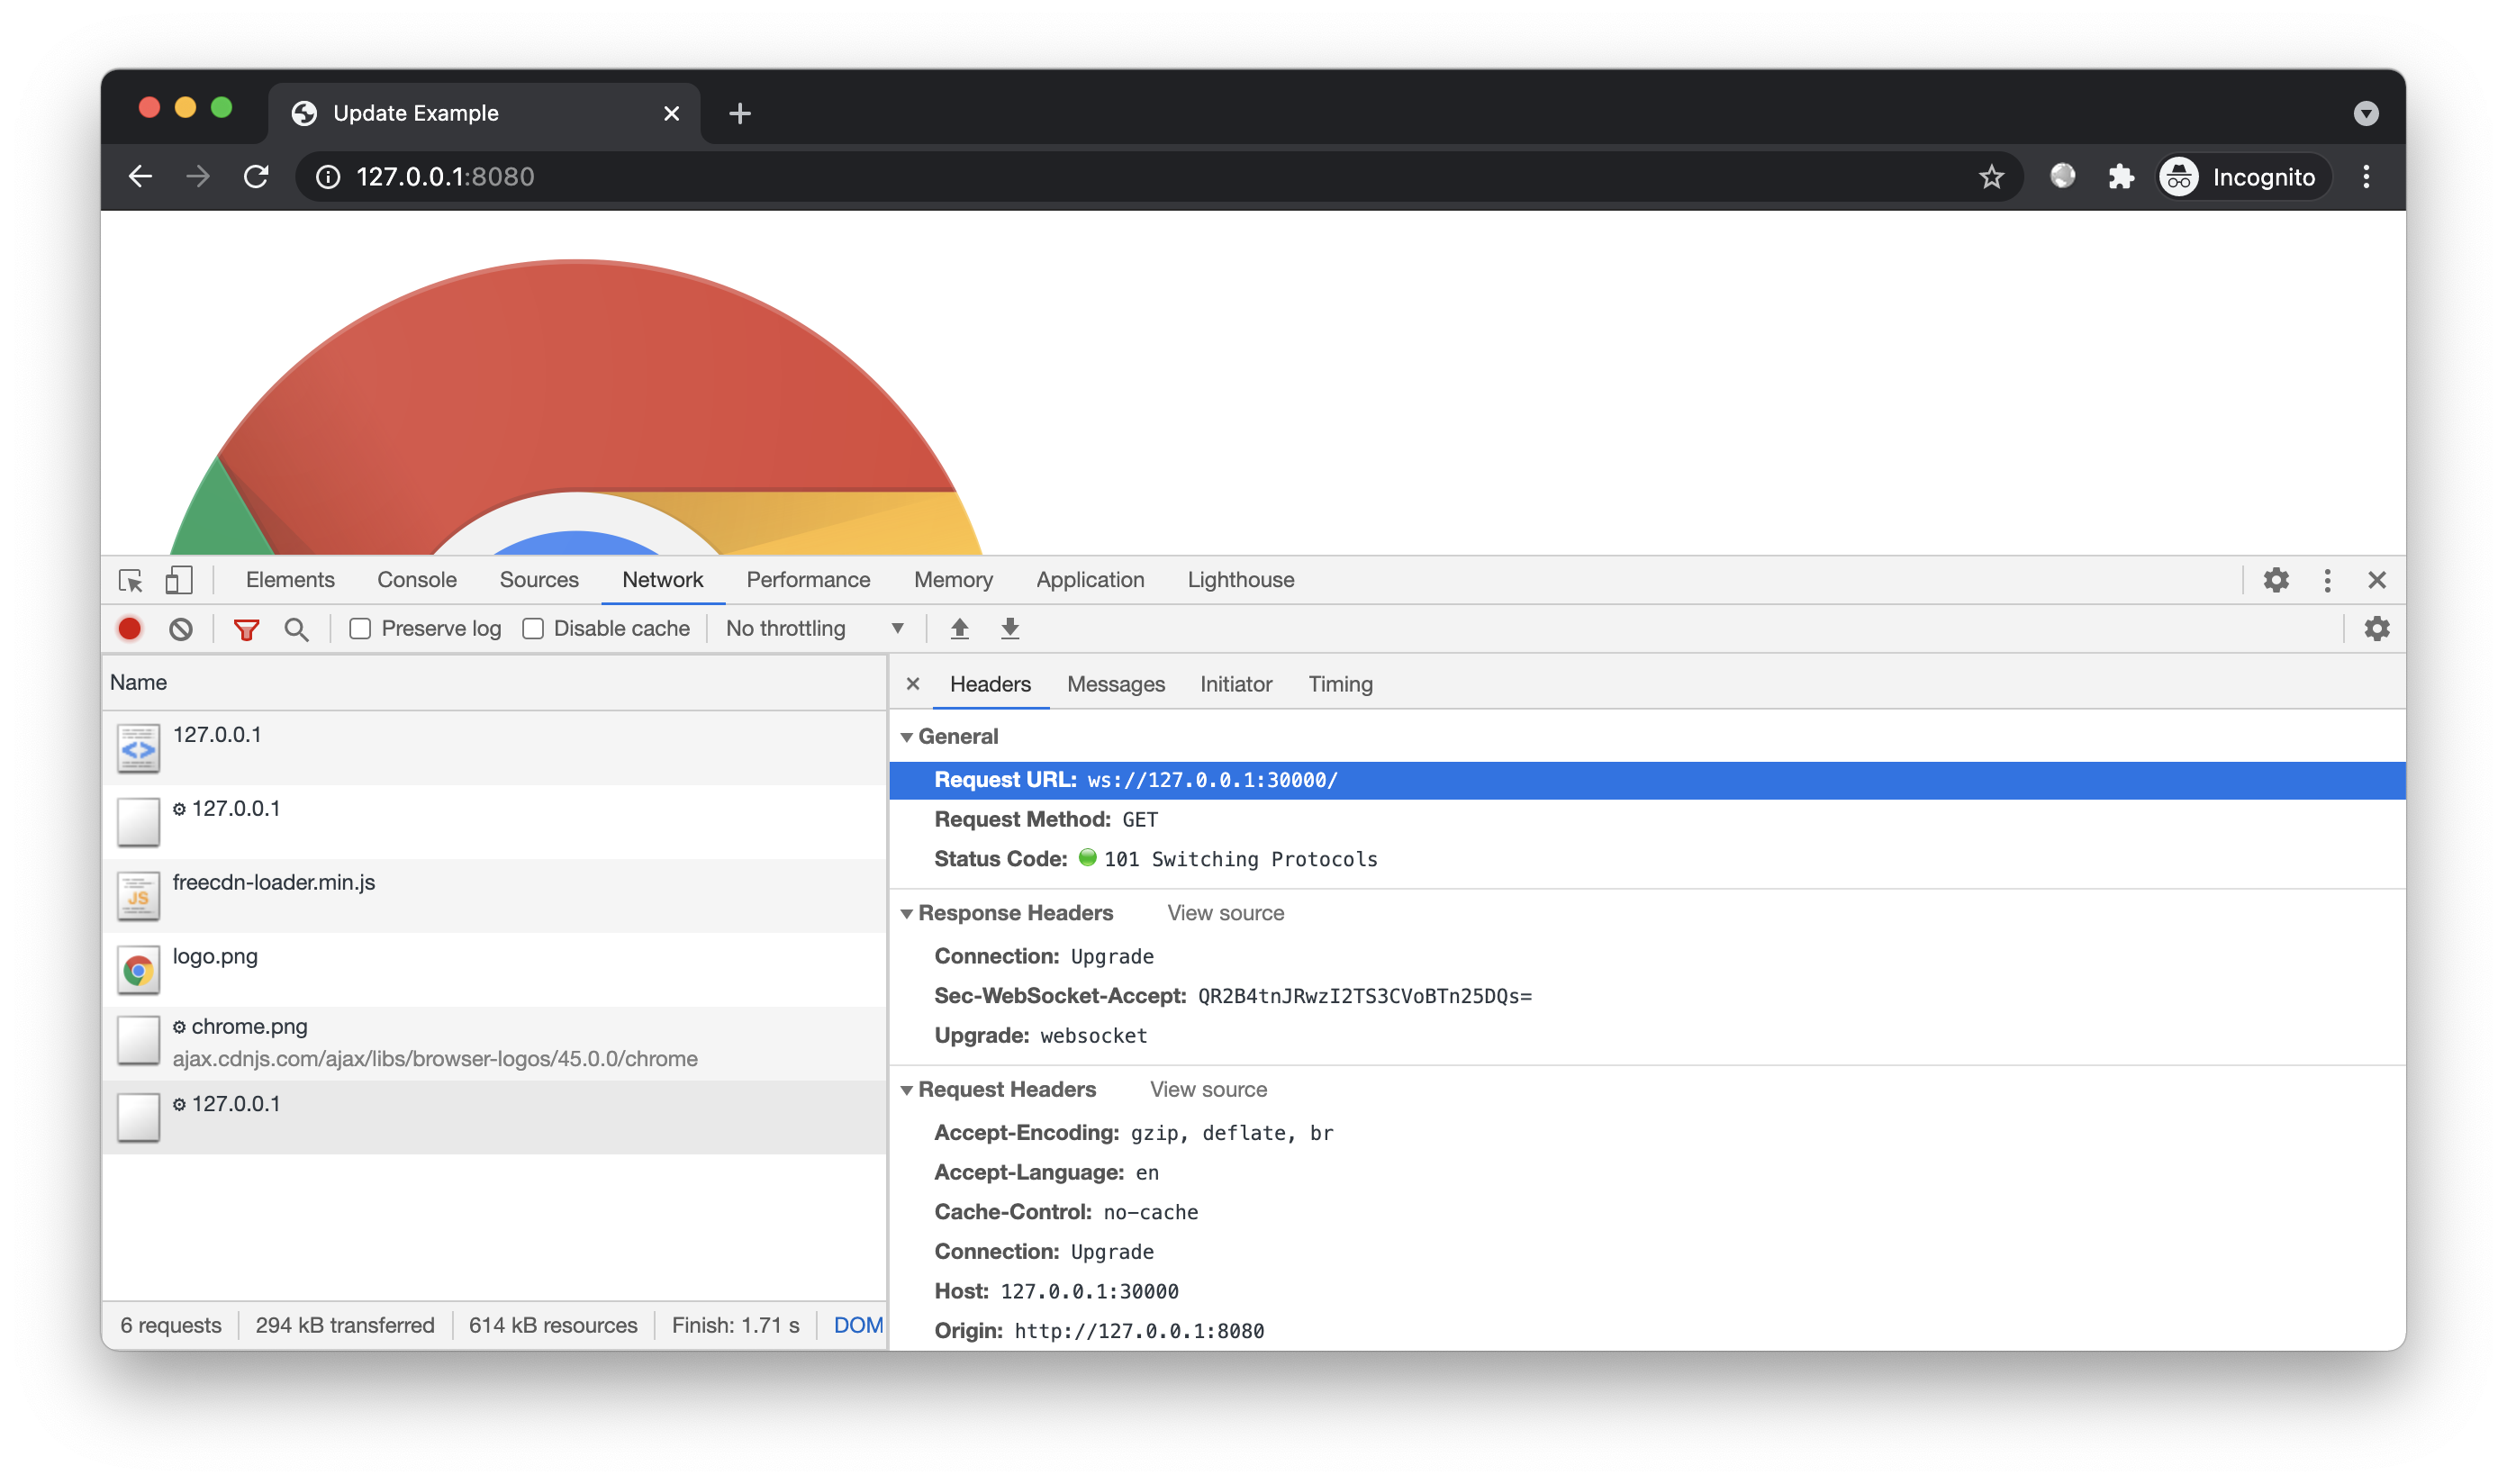 Update Example
127.0.0.1:8080
Incognito
Elements Console Sources Network Performance Memory Application Lighthouse
Preserve log Disable cache No throttling
Name
127.0.0.1
127.0.0.1
freecdn-loader.min.js
JS
logo.png
chrome.png
ajax.cdnjs.com/ajax/libs/browser-logos/45.0.0/chrome
127.0.0.1
6 requests 294 kB transferred 614 kB resources Finish: 1.71 s DOM
Headers Messages Initiator Timing
General
Request URL: ws://127.0.0.1:30000/
Request Method: GET
Status Code: 101 Switching Protocols
Response Headers View source
Connection: Upgrade
Sec-WebSocket-Accept: QR2B4tnJRwzI2TS3CVoBTn25DQs=
Upgrade: websocket
Request Headers View source
Accept-Encoding: gzip, deflate, br
Accept-Language: en
Cache-Control: no-cache
Connection: Upgrade
Host: 127.0.0.1:30000
Origin: http://127.0.0.1:8080